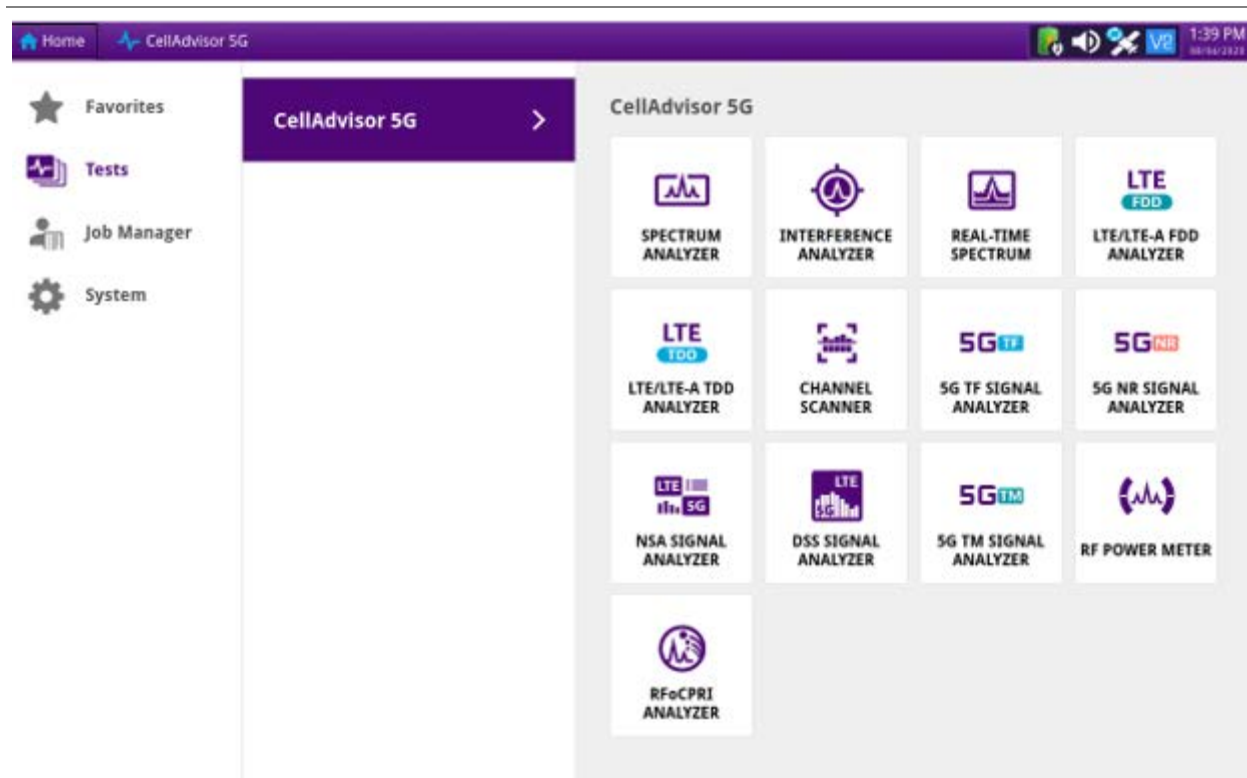 Home
CellAdvisor 5G
V2
1:39 PM
Favorites
Tests
Job Manager
System
CellAdvisor 5G
CellAdvisor 5G
SPECTRUM
ANALYZER
INTERFERENCE
ANALYZER
REAL-TIME
SPECTRUM
LTE
FDD
LTE/LTE-A FDD
ANALYZER
LTE
TDD
LTE/LTE-A TDD
ANALYZER
CHANNEL
SCANNER
5G TF
5G TF SIGNAL
ANALYZER
5G NR
5G NR SIGNAL
ANALYZER
LTE
5G
NSA SIGNAL
ANALYZER
LTE
5G
DSS SIGNAL
ANALYZER
5G TM
5G TM SIGNAL
ANALYZER
RF POWER METER
RFoCPRI
ANALYZER